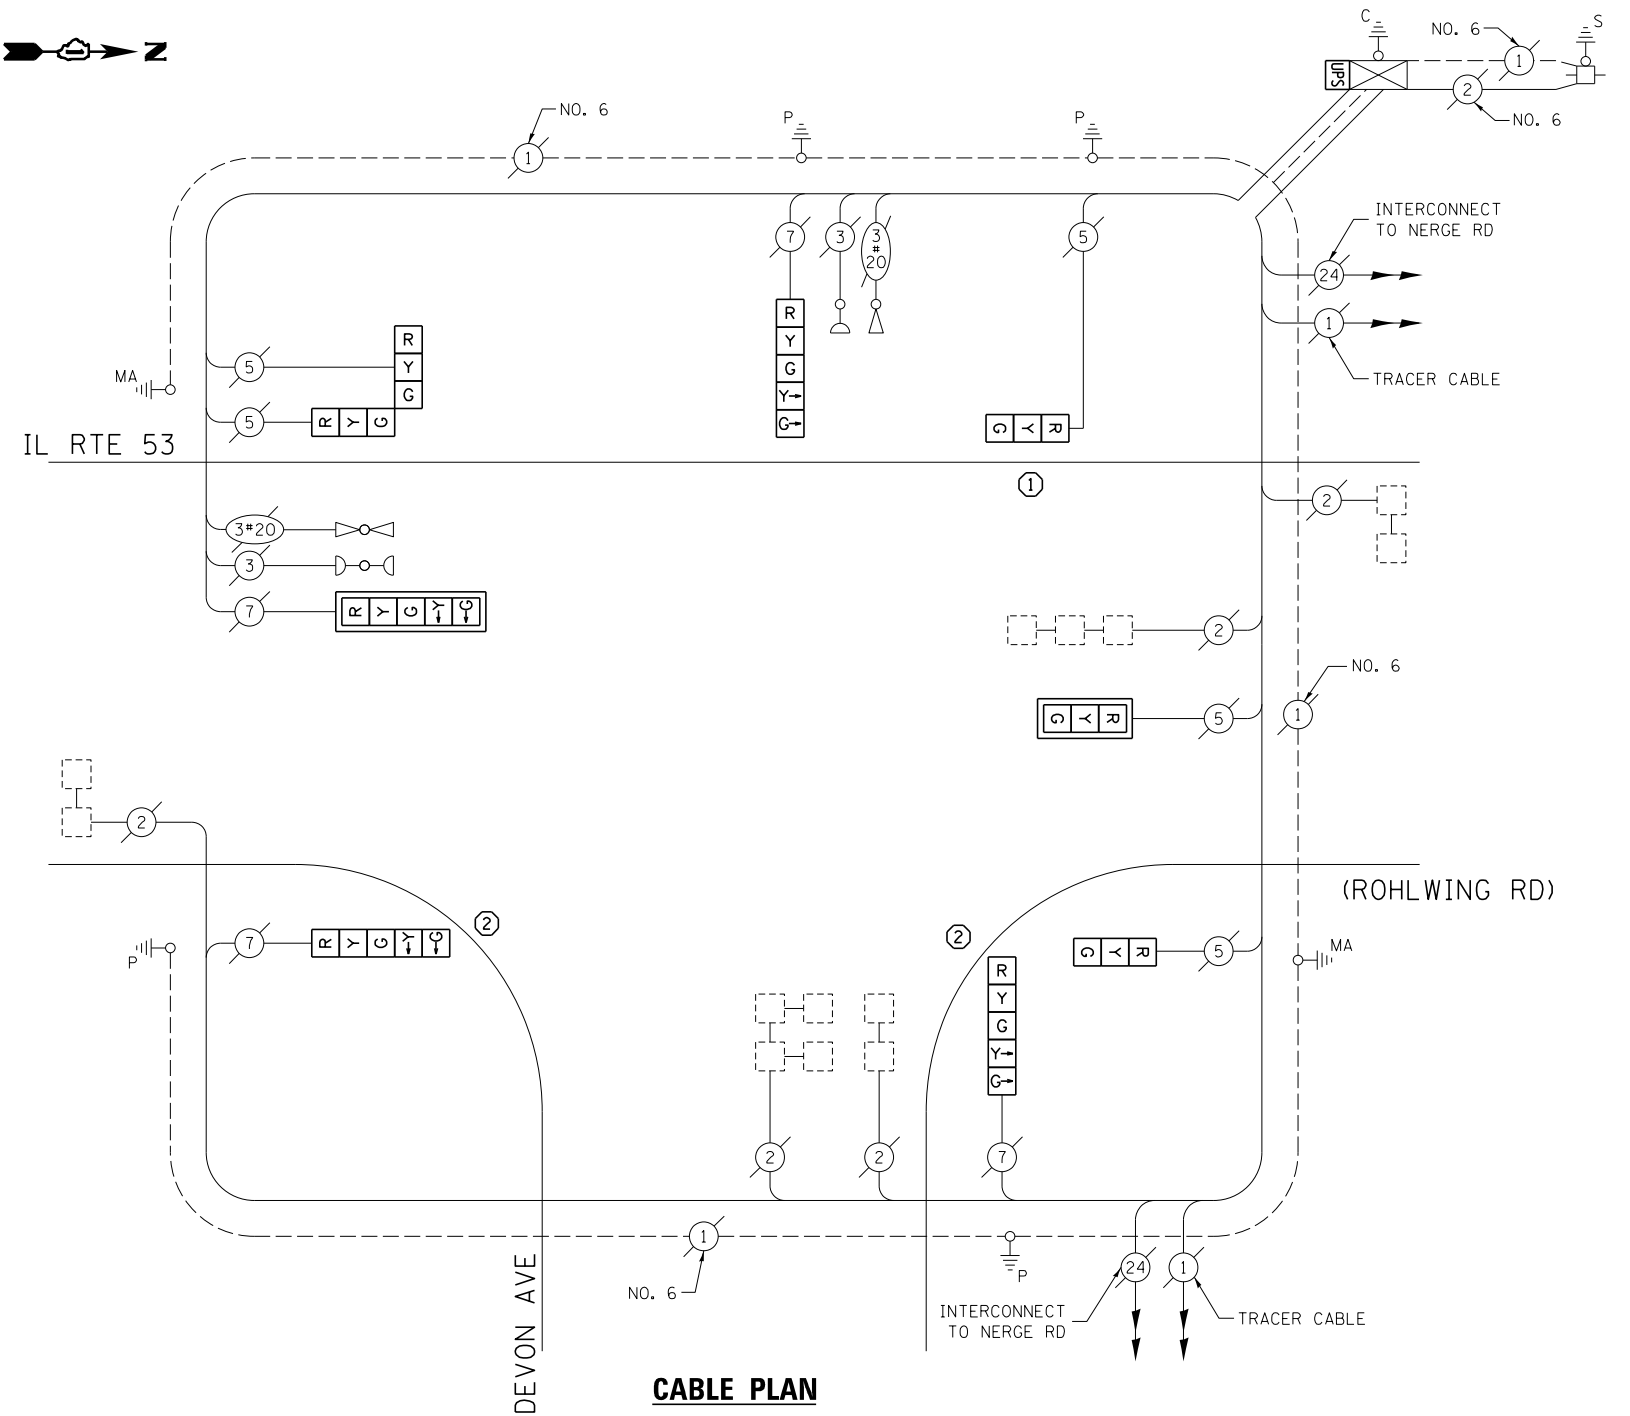 N
C
NO. 6
S
UPS
1
2
NO. 6
NO. 6
1
P
P
INTERCONNECT
TO NERGE RD
24
1
TRACER CABLE
7
3
3
#
20
5
R
Y
G
Y
G
R
Y
G
5
5
R Y G
MA
G Y R
IL RTE 53
1
2
3#20
3
7
R Y G Y G
2
NO. 6
1
5
G Y R
2
(ROHLWING RD)
2
2
7
R Y G Y G
P
R
Y
G
Y
G
G Y R
5
MA
2
2
7
1
NO. 6
P
24
1
INTERCONNECT
TO NERGE RD
TRACER CABLE
DEVON AVE
CABLE PLAN